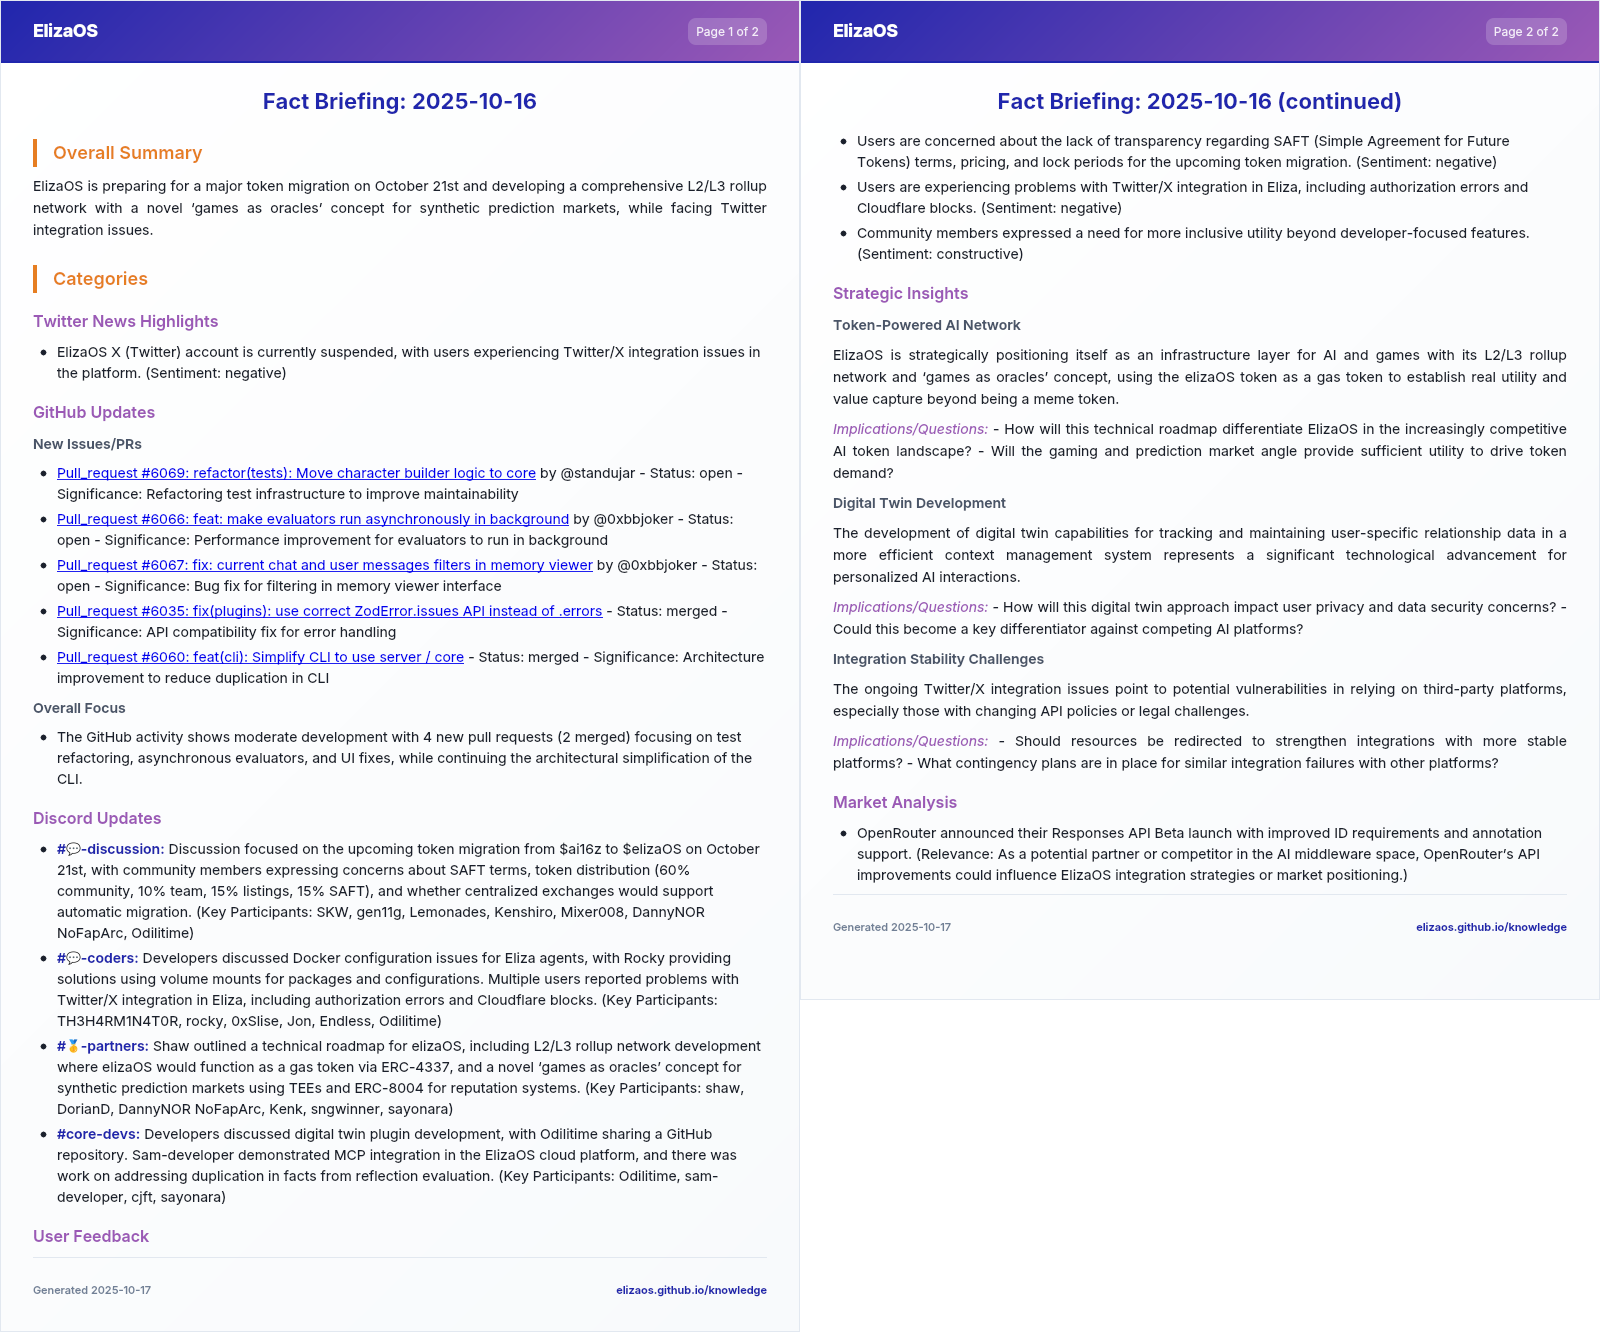 ElizaOS
Page 1 of 2
Fact Briefing: 2025-10-16
Overall Summary
ElizaOS is preparing for a major token migration on October 21st and developing a comprehensive L2/L3 rollup
network with a novel ‘games as oracles’ concept for synthetic prediction markets, while facing Twitter
integration issues.
Categories
Twitter News Highlights
• ElizaOS X (Twitter) account is currently suspended, with users experiencing Twitter/X integration issues in
the platform. (Sentiment: negative)
GitHub Updates
New Issues/PRs
• Pull_request #6069: refactor(tests): Move character builder logic to core by @standujar - Status: open -
Significance: Refactoring test infrastructure to improve maintainability
• Pull_request #6066: feat: make evaluators run asynchronously in background by @0xbbjoker - Status:
open - Significance: Performance improvement for evaluators to run in background
• Pull_request #6067: fix: current chat and user messages filters in memory viewer by @0xbbjoker - Status:
open - Significance: Bug fix for filtering in memory viewer interface
• Pull_request #6035: fix(plugins): use correct ZodError.issues API instead of .errors - Status: merged -
Significance: API compatibility fix for error handling
• Pull_request #6060: feat(cli): Simplify CLI to use server / core - Status: merged - Significance: Architecture
improvement to reduce duplication in CLI
Overall Focus
• The GitHub activity shows moderate development with 4 new pull requests (2 merged) focusing on test
refactoring, asynchronous evaluators, and UI fixes, while continuing the architectural simplification of the
CLI.
Discord Updates
• #💬-discussion: Discussion focused on the upcoming token migration from $ai16z to $elizaOS on October
21st, with community members expressing concerns about SAFT terms, token distribution (60%
community, 10% team, 15% listings, 15% SAFT), and whether centralized exchanges would support
automatic migration. (Key Participants: SKW, gen11g, Lemonades, Kenshiro, Mixer008, DannyNOR
NoFapArc, Odilitime)
• #💬-coders: Developers discussed Docker configuration issues for Eliza agents, with Rocky providing
solutions using volume mounts for packages and configurations. Multiple users reported problems with
Twitter/X integration in Eliza, including authorization errors and Cloudflare blocks. (Key Participants:
TH3H4RM1N4T0R, rocky, 0xSlise, Jon, Endless, Odilitime)
• #🥇-partners: Shaw outlined a technical roadmap for elizaOS, including L2/L3 rollup network development
where elizaOS would function as a gas token via ERC-4337, and a novel ‘games as oracles’ concept for
synthetic prediction markets using TEEs and ERC-8004 for reputation systems. (Key Participants: shaw,
DorianD, DannyNOR NoFapArc, Kenk, sngwinner, sayonara)
• #core-devs: Developers discussed digital twin plugin development, with Odilitime sharing a GitHub
repository. Sam-developer demonstrated MCP integration in the ElizaOS cloud platform, and there was
work on addressing duplication in facts from reflection evaluation. (Key Participants: Odilitime, sam-
developer, cjft, sayonara)
User Feedback
Generated 2025-10-17
elizaos.github.io/knowledge
ElizaOS
Page 2 of 2
Fact Briefing: 2025-10-16 (continued)
• Users are concerned about the lack of transparency regarding SAFT (Simple Agreement for Future
Tokens) terms, pricing, and lock periods for the upcoming token migration. (Sentiment: negative)
• Users are experiencing problems with Twitter/X integration in Eliza, including authorization errors and
Cloudflare blocks. (Sentiment: negative)
• Community members expressed a need for more inclusive utility beyond developer-focused features.
(Sentiment: constructive)
Strategic Insights
Token-Powered AI Network
ElizaOS is strategically positioning itself as an infrastructure layer for AI and games with its L2/L3 rollup
network and ‘games as oracles’ concept, using the elizaOS token as a gas token to establish real utility and
value capture beyond being a meme token.
Implications/Questions: - How will this technical roadmap differentiate ElizaOS in the increasingly competitive
AI token landscape? - Will the gaming and prediction market angle provide sufficient utility to drive token
demand?
Digital Twin Development
The development of digital twin capabilities for tracking and maintaining user-specific relationship data in a
more efficient context management system represents a significant technological advancement for
personalized AI interactions.
Implications/Questions: - How will this digital twin approach impact user privacy and data security concerns? -
Could this become a key differentiator against competing AI platforms?
Integration Stability Challenges
The ongoing Twitter/X integration issues point to potential vulnerabilities in relying on third-party platforms,
especially those with changing API policies or legal challenges.
Implications/Questions: - Should resources be redirected to strengthen integrations with more stable
platforms? - What contingency plans are in place for similar integration failures with other platforms?
Market Analysis
• OpenRouter announced their Responses API Beta launch with improved ID requirements and annotation
support. (Relevance: As a potential partner or competitor in the AI middleware space, OpenRouter’s API
improvements could influence ElizaOS integration strategies or market positioning.)
Generated 2025-10-17
elizaos.github.io/knowledge